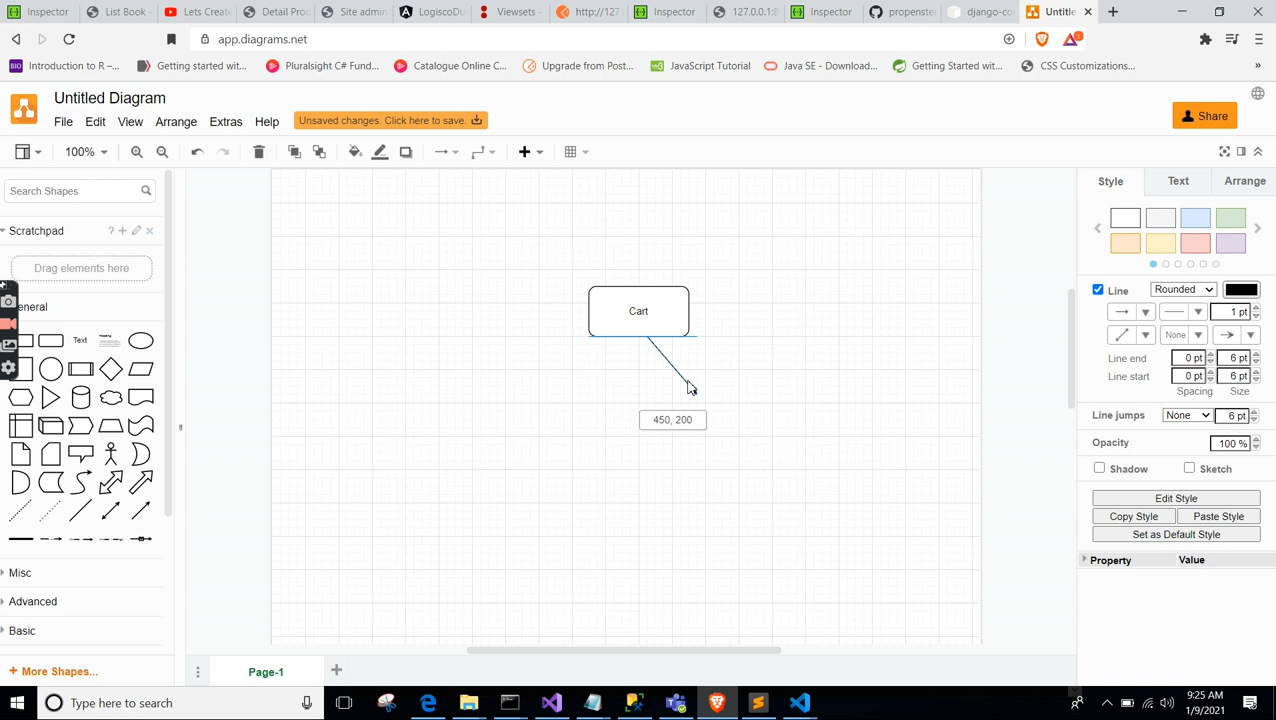 Inspector
List Book –
Lets Create
Detail Prod
Site admin
LogiscoDu
Viewsets –
http://127
Inspector
127.0.0.1:8
Inspector
propenster
django-co
Untitle
app.diagrams.net
1
Introduction to R –...
Getting started wit...
Pluralsight C# Fund...
Catalogue Online C...
Upgrade from Post...
JavaScript Tutorial
Java SE - Download...
Getting Started wit...
CSS Customizations...
»
Untitled Diagram
File
Edit
View
Arrange
Extras
Help
Unsaved changes. Click here to save.
Share
100%
Search Shapes
Scratchpad
Drag elements here
eneral
Text
Heading
Misc
Advanced
Basic
+ More Shapes...
Cart
450, 200
Page-1
Style
Text
Arrange
Line
Rounded
1 pt
None
Line end
0 pt
6 pt
Line start
0 pt
6 pt
Spacing
Size
Line jumps
None
6 pt
Opacity
100 %
Shadow
Sketch
Edit Style
Copy Style
Paste Style
Set as Default Style
Property
Value
Type here to search
9:25 AM
1/9/2021